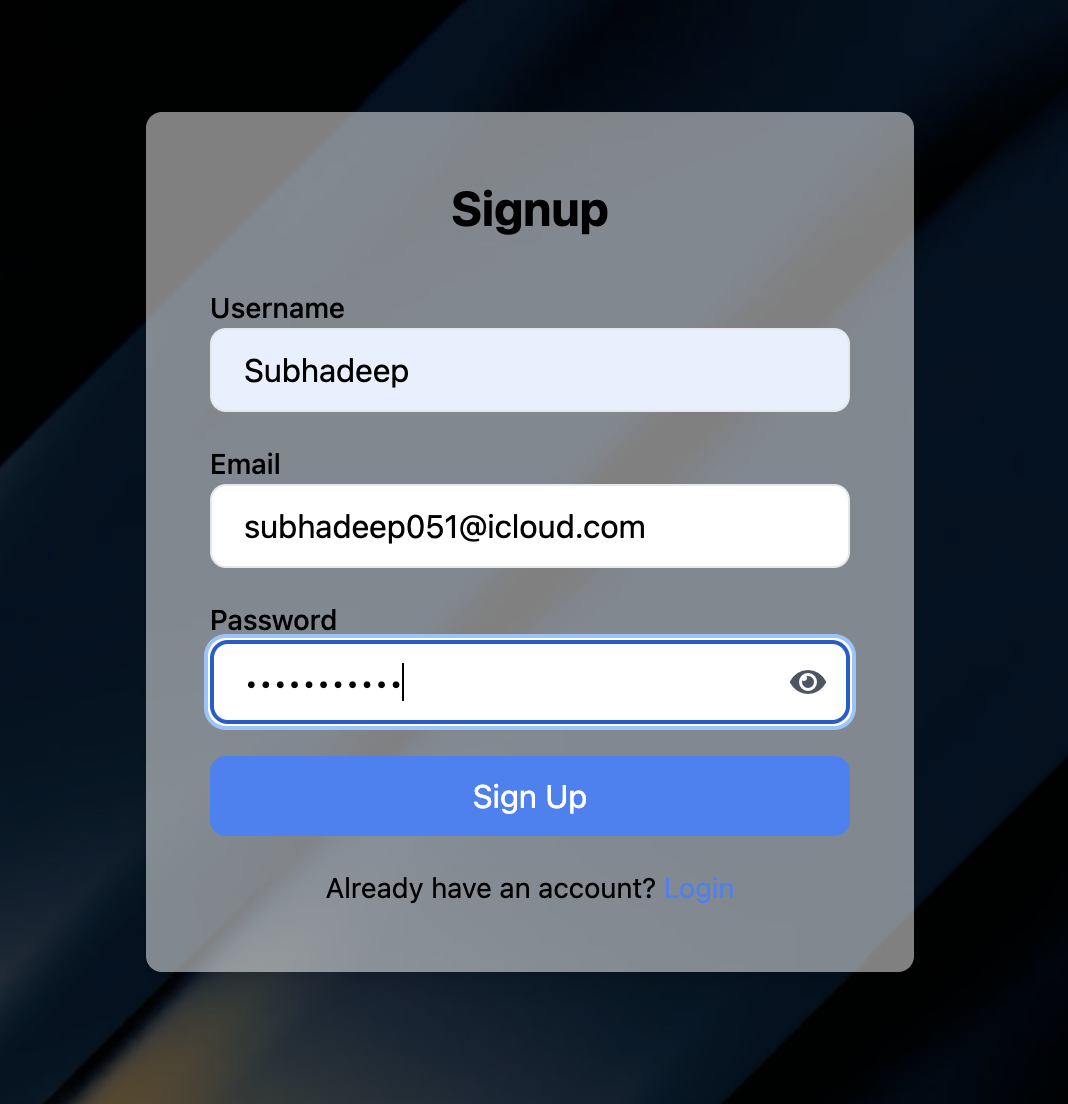 Signup
Username
Subhadeep
Email
subhadeep051@icloud.com
Password
•••••••••••
Sign Up
Already have an account? Login